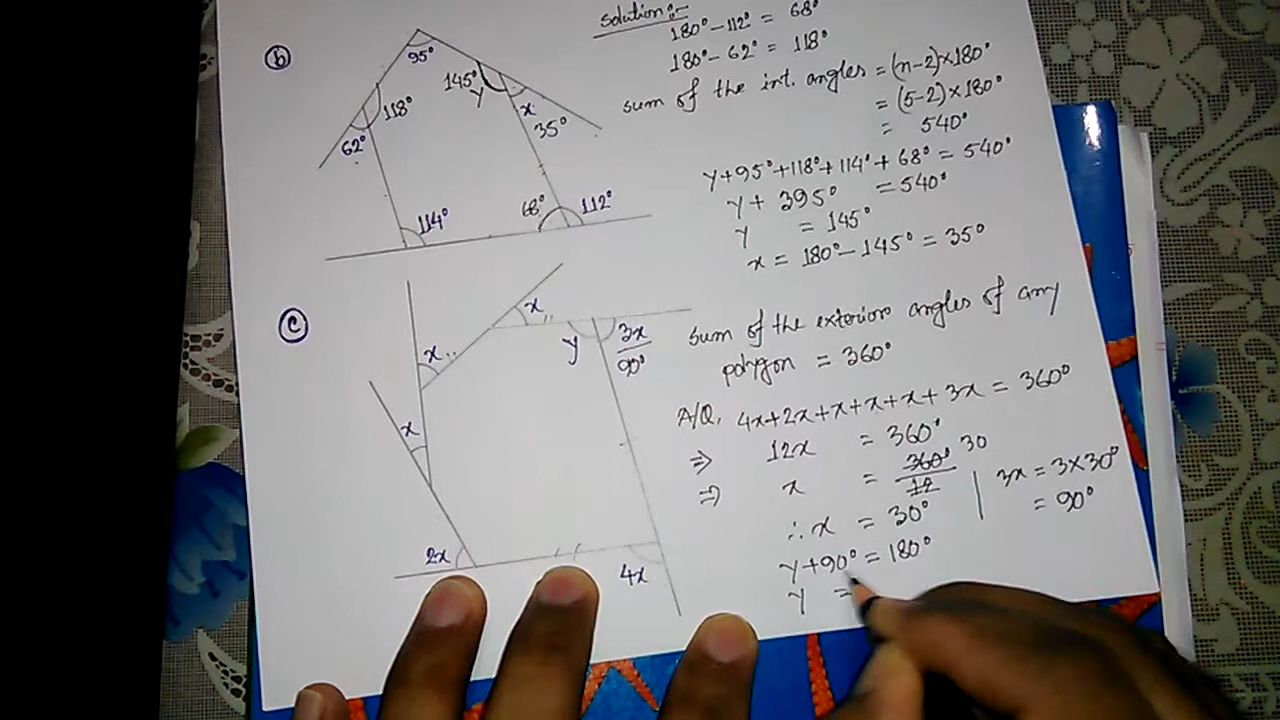 Solution:-
180°-112° = 68°
180°-62° = 118°
sum of the int. angles = (n-2)×180°
= (5-2)×180°
= 540°
y+95°+118°+114°+68° = 540°
y+ 395° = 540°
y = 145°
x = 180°-145° = 35°
b
95°
145°
y
x
35°
118°
62°
114°
68°
112°
c
x
x
x
y
3x
90°
2x
4x
sum of the exterior angles of any
polygon = 360°
A/Q, 4x+2x+x+x+x+3x = 360°
⇒ 12x = 360°
⇒ x = 360°/12 30
∴ x = 30°
3x = 3×30°
= 90°
y+90° = 180°
y =